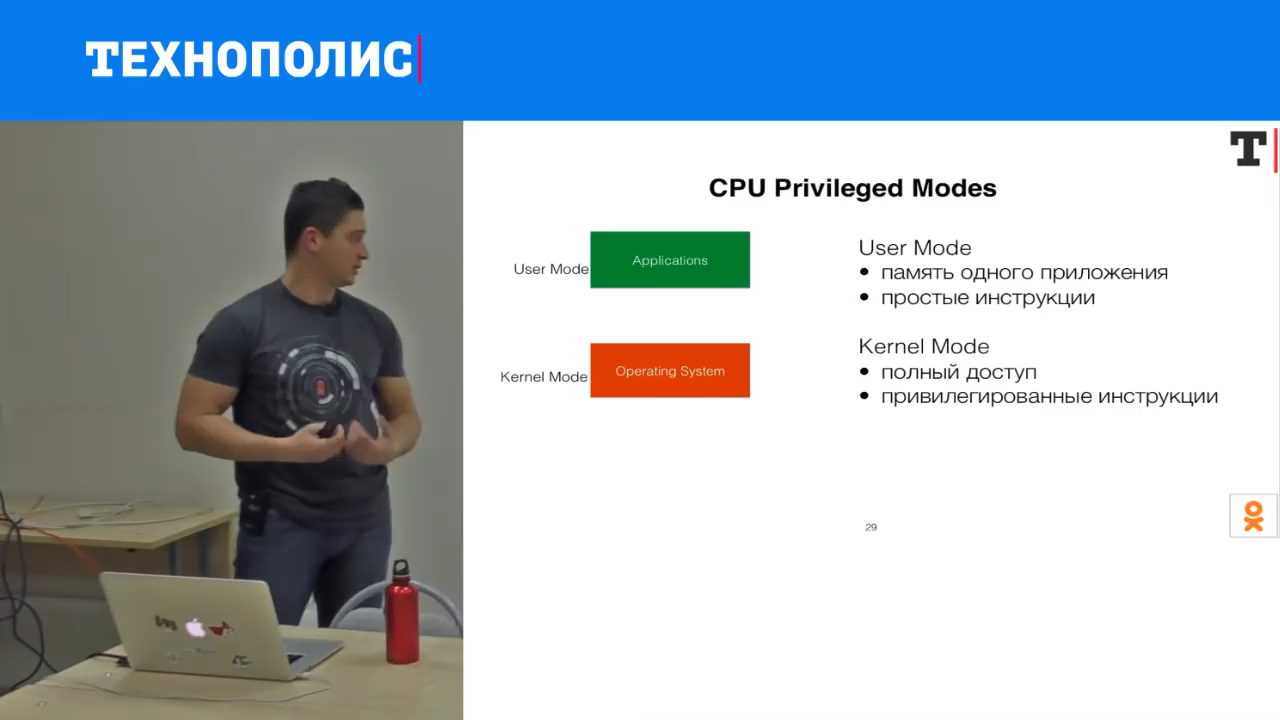 ТЕХНОПОЛИС
T
CPU Privileged Modes
User Mode
Applications
Kernel Mode
Operating System
User Mode
• память одного приложения
• простые инструкции
Kernel Mode
• полный доступ
• привилегированные инструкции
29